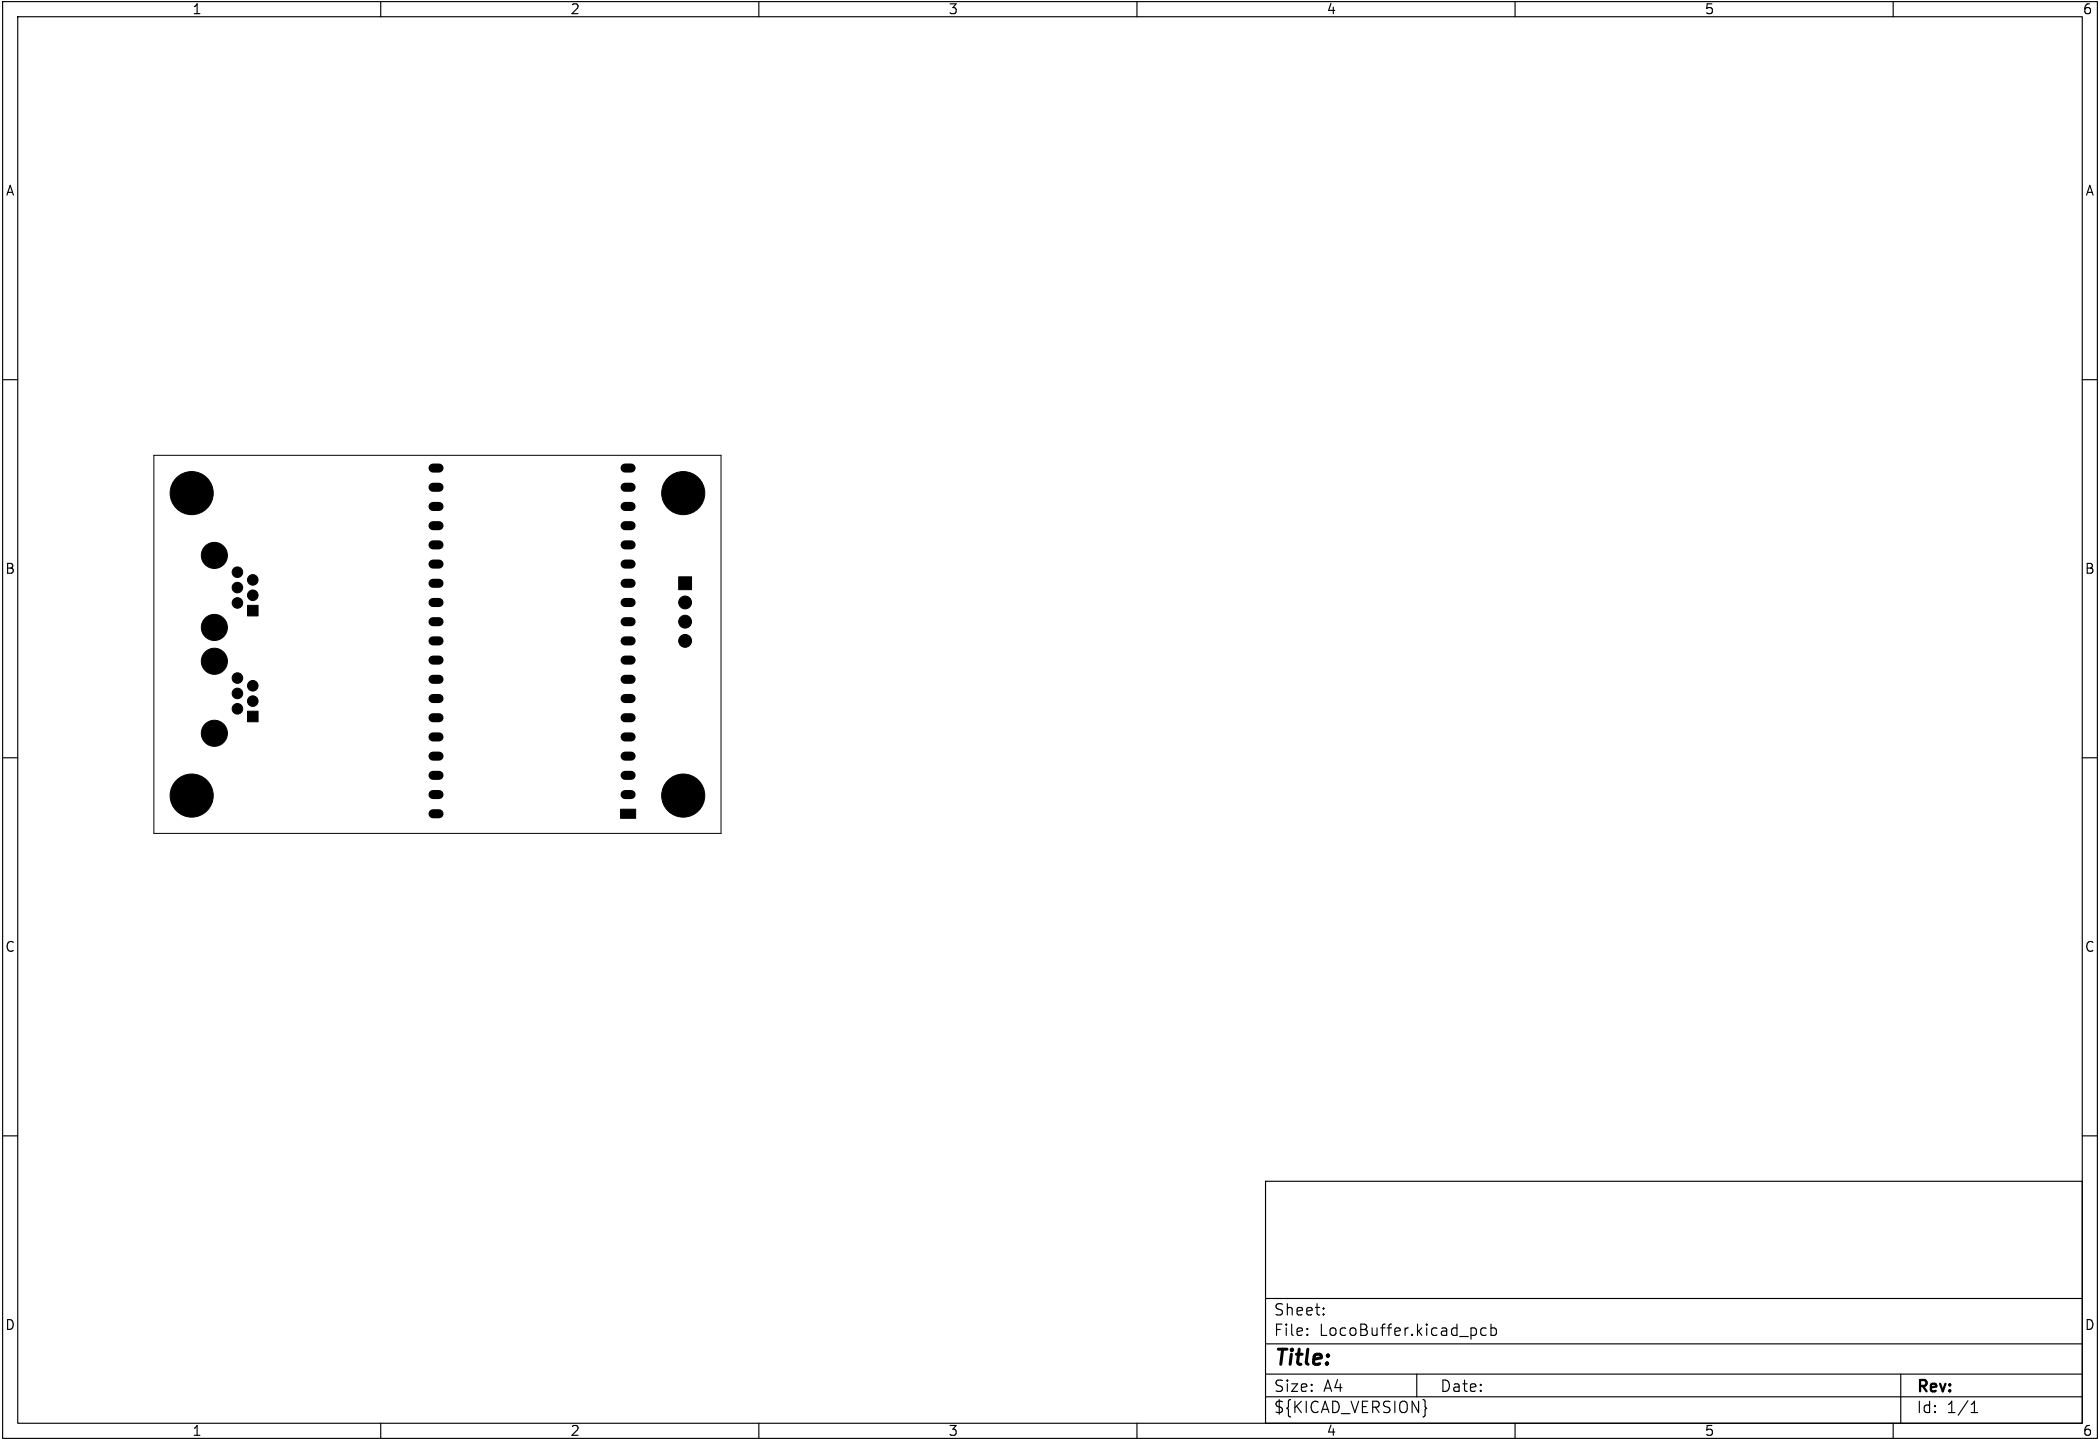 1 2 3 4 5 6
A A
B B
C C
Sheet:
File: LocoBuffer.kicad_pcb
D D
Title:
Size: A4 Date: Rev:
${KICAD_VERSION} Id: 1/1
1 2 3 4 5 6